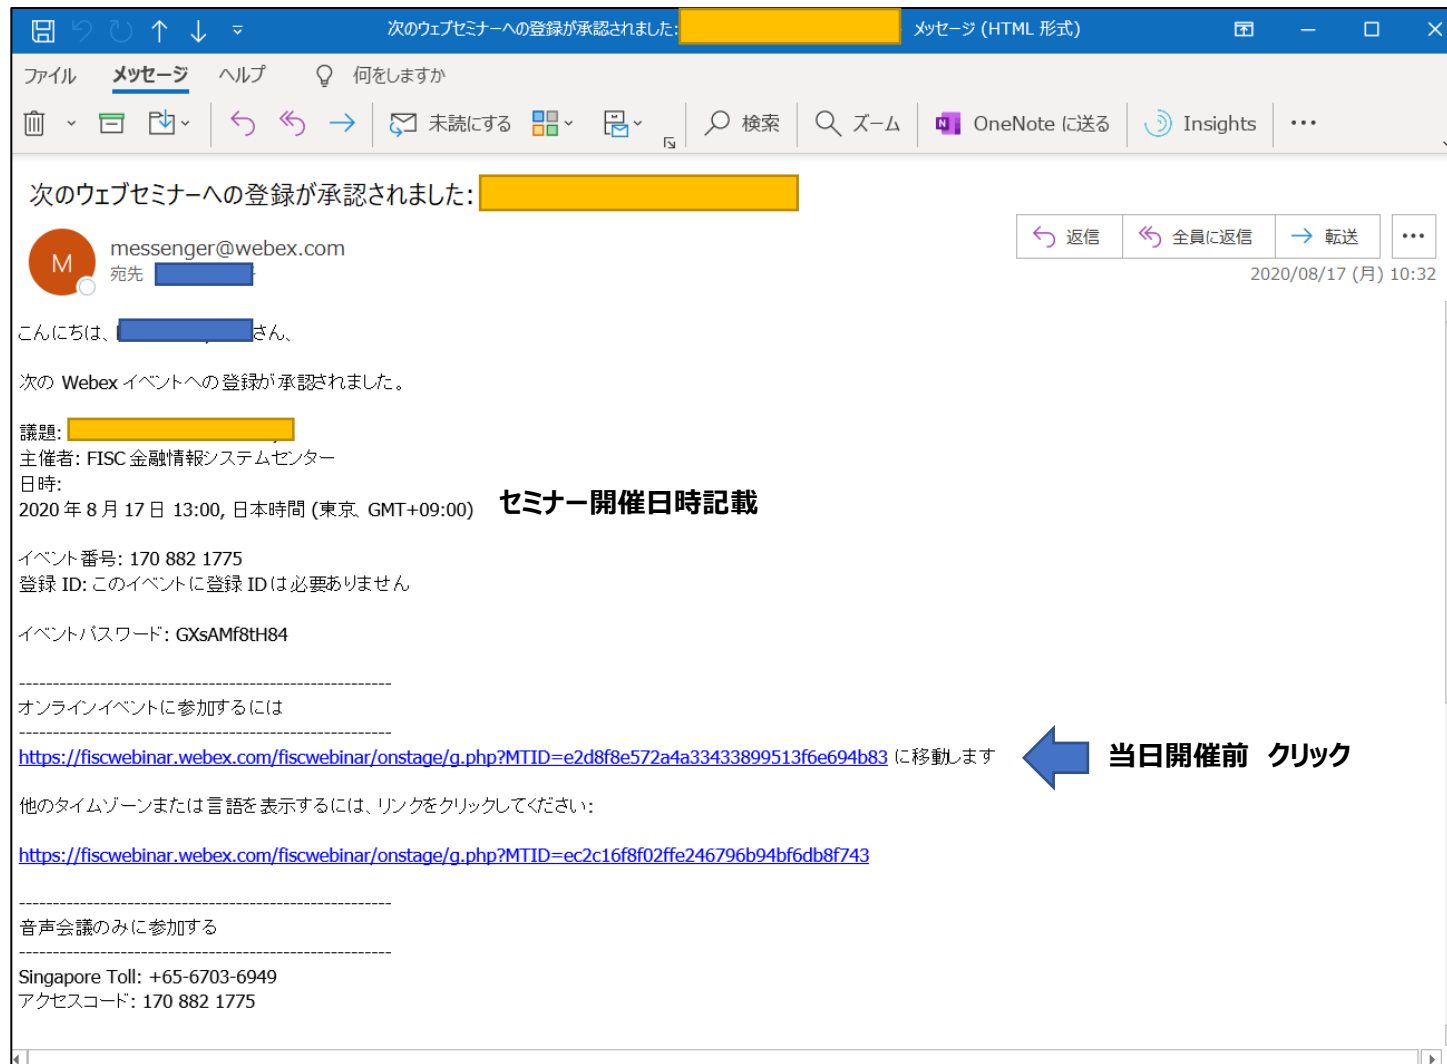 次のウェブセミナーへの登録が承認されました: メッセージ (HTML 形式)
ファイル メッセージ ヘルプ 何をしますか
未読にする 検索 ズーム OneNote に送る Insights
次のウェブセミナーへの登録が承認されました:
M messenger@webex.com
宛先
返信 全員に返信 転送
2020/08/17 (月) 10:32
こんにちは、 さん、
次の Webex イベントへの登録が承認されました。
議題:
主催者: FISC 金融情報システムセンター
日時:
2020 年 8 月 17 日 13:00, 日本時間 (東京、GMT+09:00) セミナー開催日時記載
イベント番号: 170 882 1775
登録 ID: このイベントに登録 ID は必要ありません
イベントパスワード: GXsAMf8tH84
-------------------------------------------------------
オンラインイベントに参加するには
-------------------------------------------------------
https://fiscwebinar.webex.com/fiscwebinar/onstage/g.php?MTID=e2d8f8e572a4a33433899513f6e694b83 に移動します 当日開催前 クリック
他のタイムゾーンまたは言語を表示するには、リンクをクリックしてください:
https://fiscwebinar.webex.com/fiscwebinar/onstage/g.php?MTID=ec2c16f8f02ffe246796b94bf6db8f743
-------------------------------------------------------
音声会議のみに参加する
-------------------------------------------------------
Singapore Toll: +65-6703-6949
アクセスコード: 170 882 1775